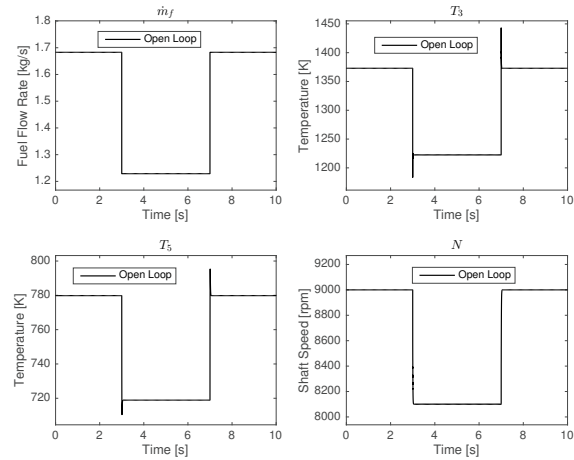 ṁ_f
1.8
1.7
1.6
1.5
1.4
1.3
1.2
Fuel Flow Rate [kg/s]
Open Loop
0 2 4 6 8 10
Time [s]
T_3
1450
1400
1350
1300
1250
1200
Temperature [K]
Open Loop
0 2 4 6 8 10
Time [s]
T_5
800
780
760
740
720
Temperature [K]
Open Loop
0 2 4 6 8 10
Time [s]
N
9200
9000
8800
8600
8400
8200
8000
Shaft Speed [rpm]
Open Loop
0 2 4 6 8 10
Time [s]